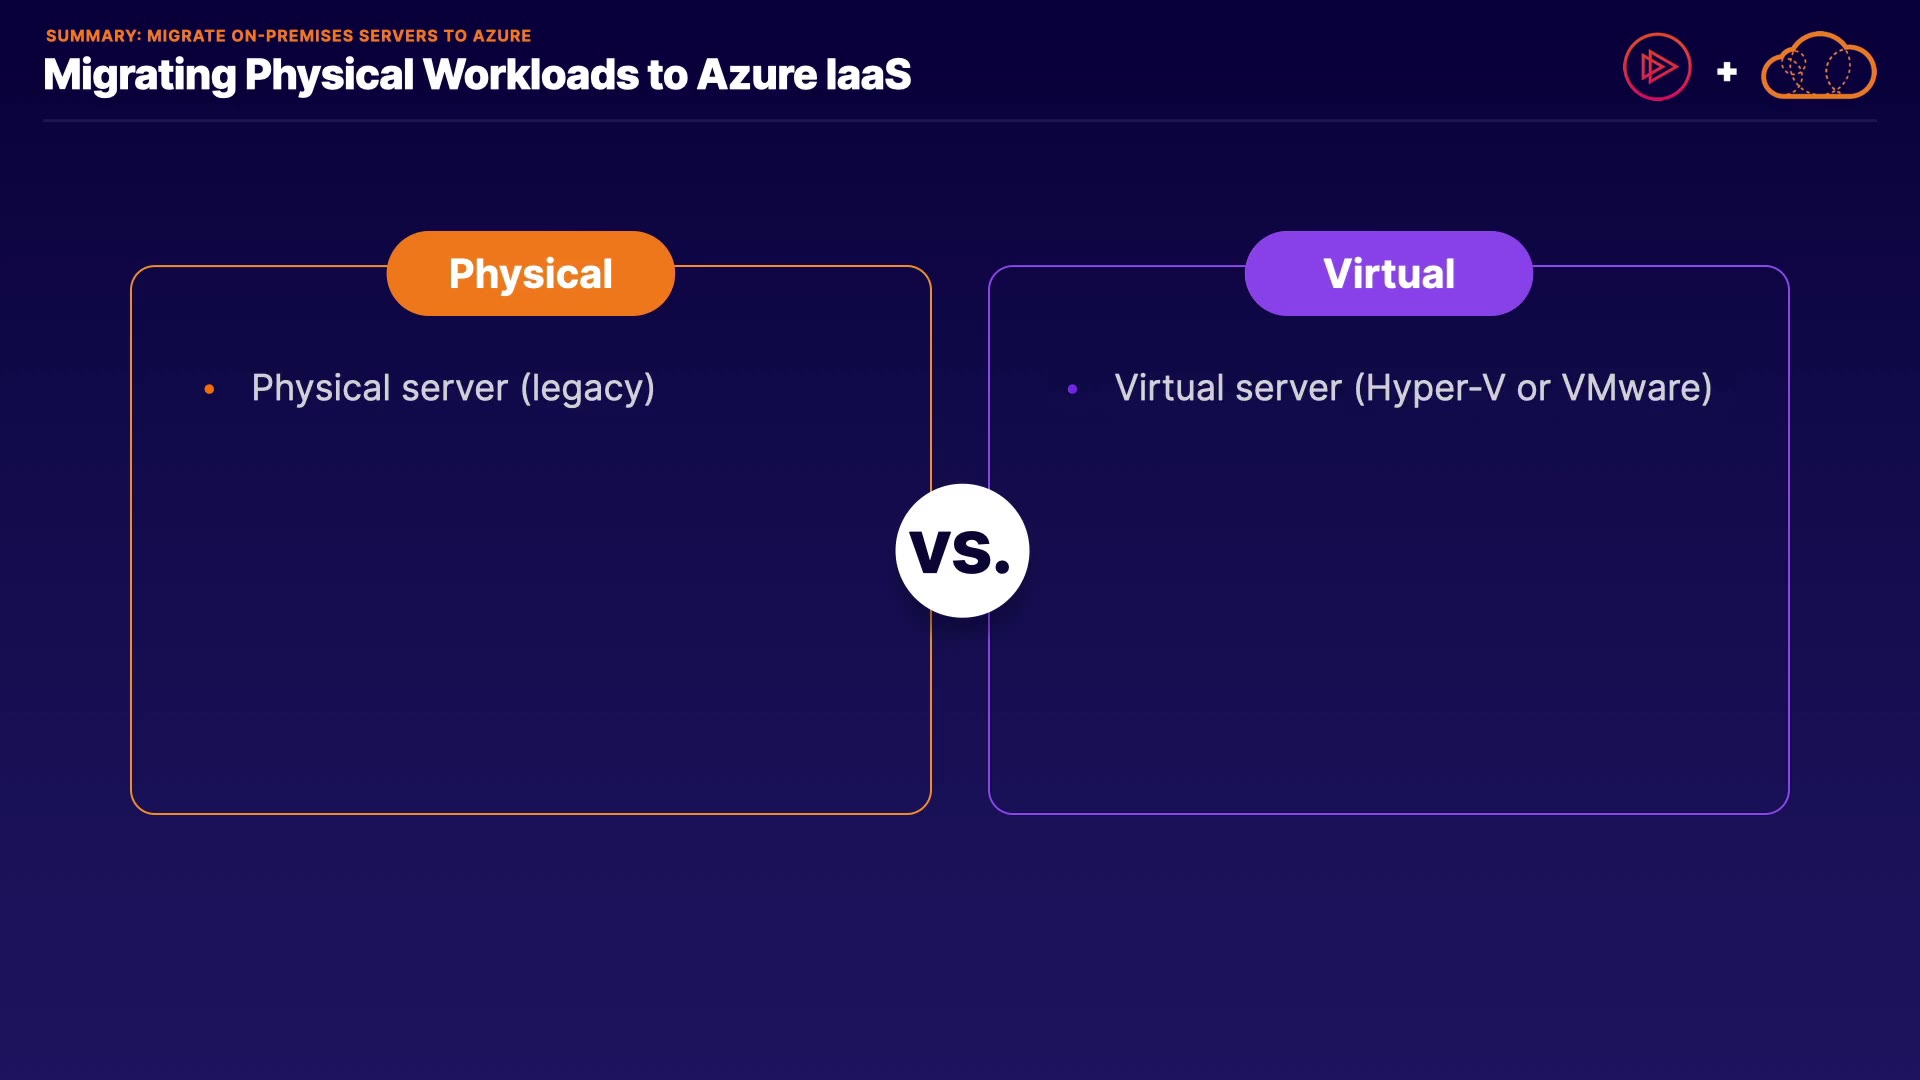 SUMMARY: MIGRATE ON-PREMISES SERVERS TO AZURE
Migrating Physical Workloads to Azure IaaS
+
Physical
• Physical server (legacy)
vs.
Virtual
• Virtual server (Hyper-V or VMware)